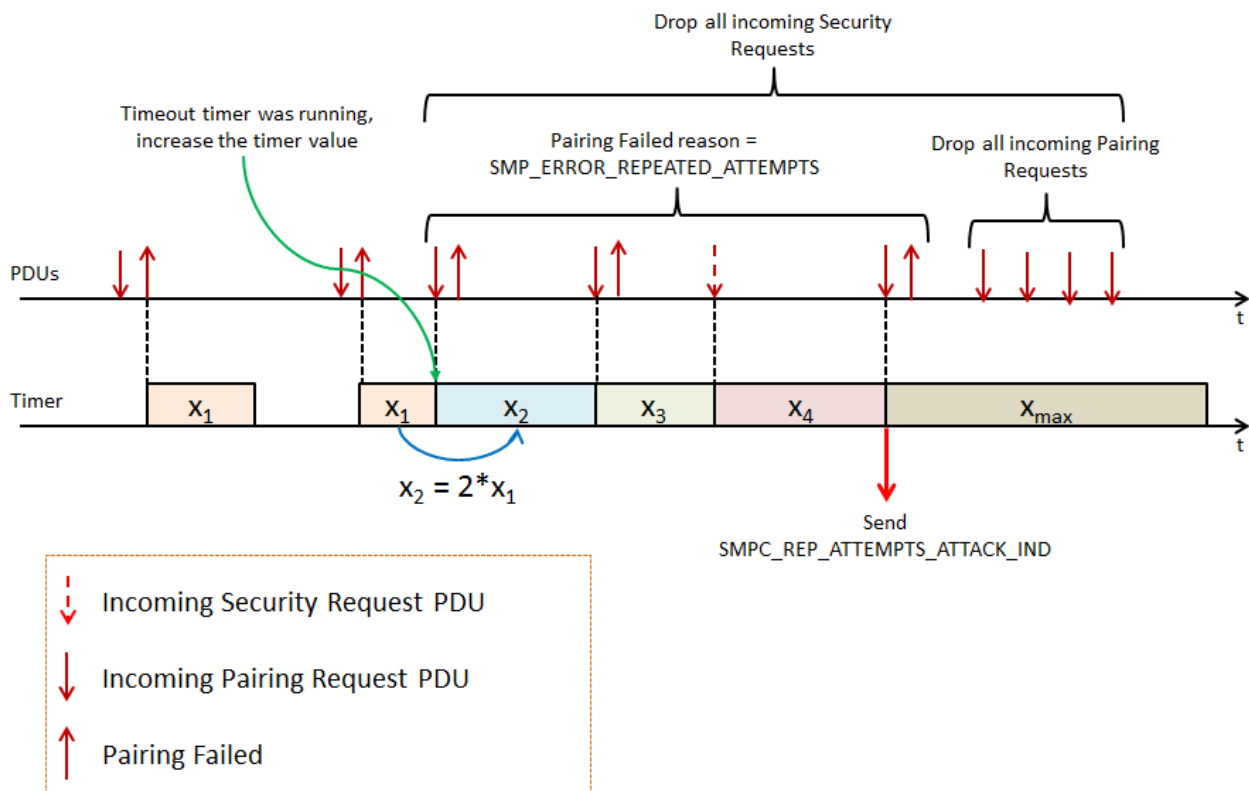 Drop all incoming Security
Requests
Timeout timer was running,
increase the timer value
Pairing Failed reason =
SMP_ERROR_REPEATED_ATTEMPTS
Drop all incoming Pairing
Requests
PDUs
t
Timer
x1
x1
x2
x3
x4
xmax
t
x2 = 2*x1
Send
SMPC_REP_ATTEMPTS_ATTACK_IND
Incoming Security Request PDU
Incoming Pairing Request PDU
Pairing Failed